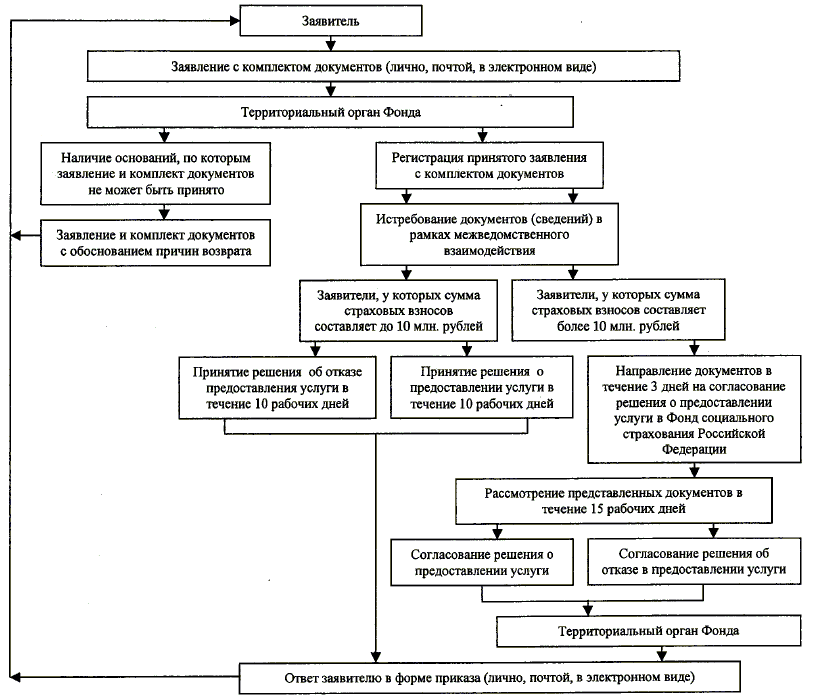 Заявитель
Заявление с комплектом документов (лично, почтой, в электронном виде)
Территориальный орган Фонда
Наличие оснований, по которым
заявление и комплект документов
не может быть принято
Регистрация принятого заявления
с комплектом документов
Заявление и комплект документов
с обоснованием причин возврата
Истребование документов (сведений) в
рамках межведомственного
взаимодействия
Заявители, у которых сумма
страховых взносов
составляет до 10 млн. рублей
Заявители, у которых сумма
страховых взносов составляет
более 10 млн. рублей
Принятие решения об отказе
предоставления услуги в
течение 10 рабочих дней
Принятие решения о
предоставлении услуги в
течение 10 рабочих дней
Направление документов в
течение 3 дней на согласование
решения о предоставлении
услуги в Фонд социального
страхования Российской
Федерации
Рассмотрение представленных документов в
течение 15 рабочих дней
Согласование решения о
предоставлении услуги
Согласование решения об
отказе в предоставлении услуги
Территориальный орган Фонда
Ответ заявителю в форме приказа (лично, почтой, в электронном виде)